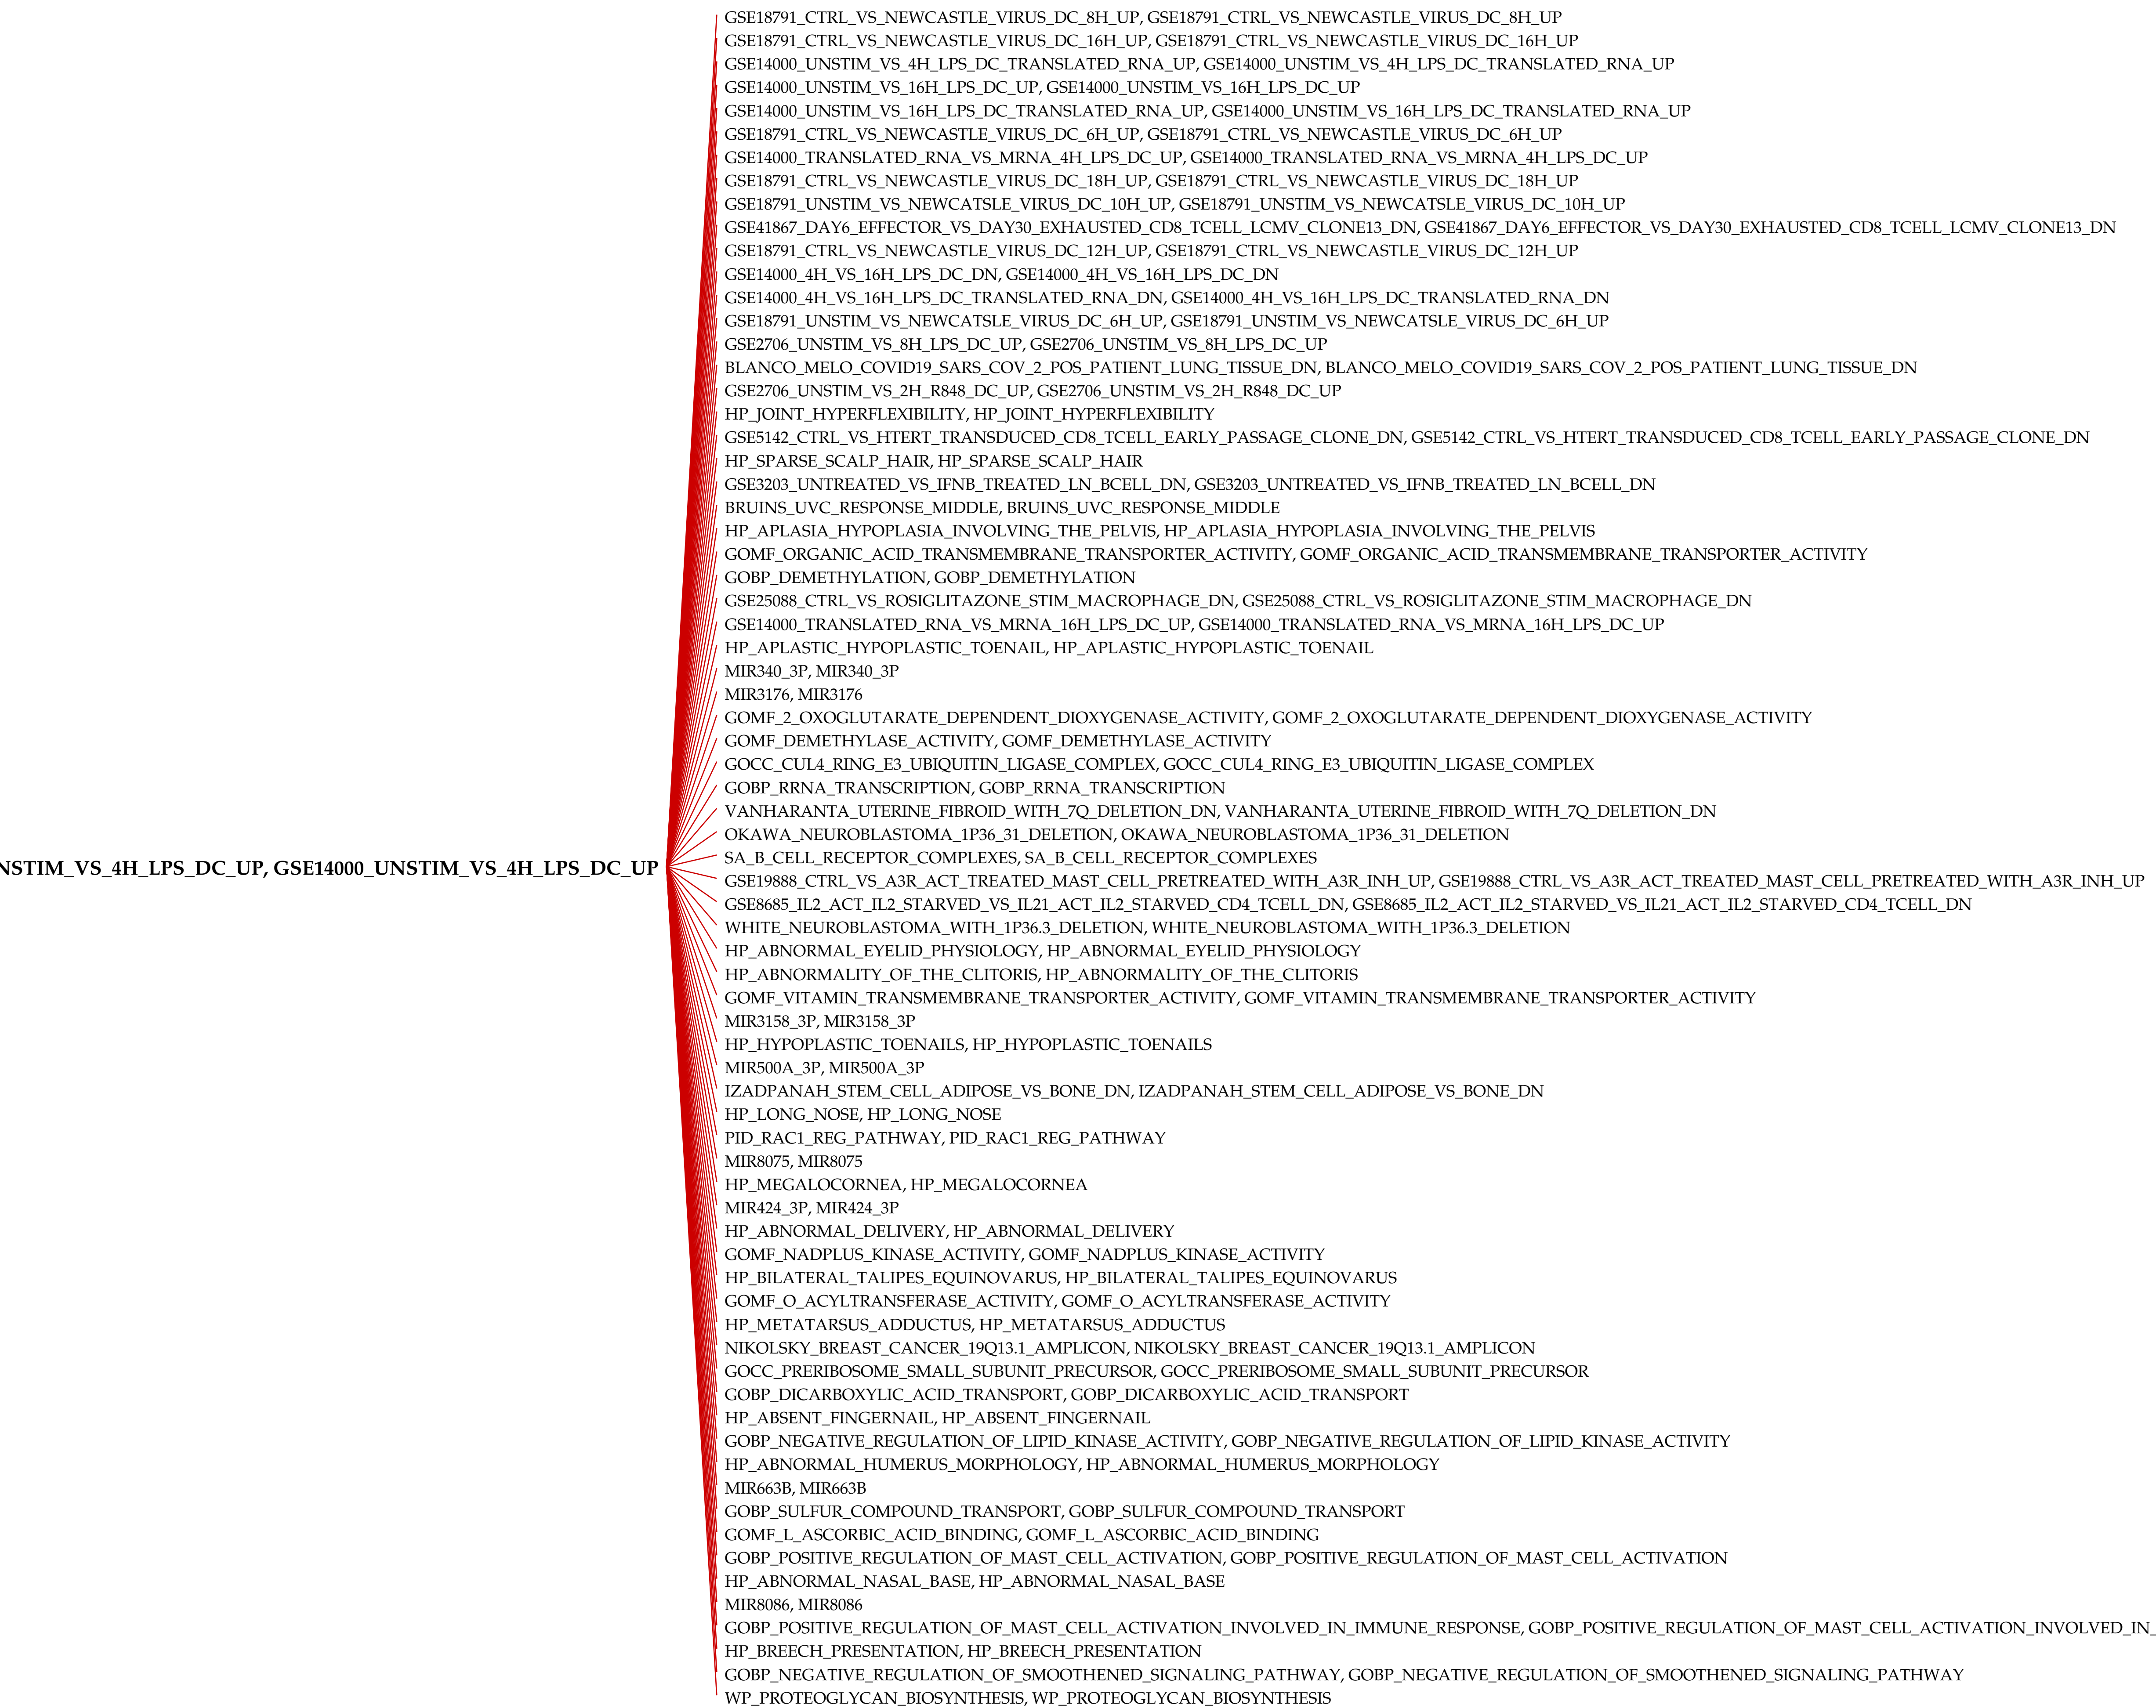 GSE18791_CTRL_VS_NEWCASTLE_VIRUS_DC_8H_UP, GSE18791_CTRL_VS_NEWCASTLE_VIRUS_DC_8H_UP
GSE18791_CTRL_VS_NEWCASTLE_VIRUS_DC_16H_UP, GSE18791_CTRL_VS_NEWCASTLE_VIRUS_DC_16H_UP
GSE14000_UNSTIM_VS_4H_LPS_DC_TRANSLATED_RNA_UP, GSE14000_UNSTIM_VS_4H_LPS_DC_TRANSLATED_RNA_UP
GSE14000_UNSTIM_VS_16H_LPS_DC_UP, GSE14000_UNSTIM_VS_16H_LPS_DC_UP
GSE14000_UNSTIM_VS_16H_LPS_DC_TRANSLATED_RNA_UP, GSE14000_UNSTIM_VS_16H_LPS_DC_TRANSLATED_RNA_UP
GSE18791_CTRL_VS_NEWCASTLE_VIRUS_DC_6H_UP, GSE18791_CTRL_VS_NEWCASTLE_VIRUS_DC_6H_UP
GSE14000_TRANSLATED_RNA_VS_MRNA_4H_LPS_DC_UP, GSE14000_TRANSLATED_RNA_VS_MRNA_4H_LPS_DC_UP
GSE18791_CTRL_VS_NEWCASTLE_VIRUS_DC_18H_UP, GSE18791_CTRL_VS_NEWCASTLE_VIRUS_DC_18H_UP
GSE18791_UNSTIM_VS_NEWCATSLE_VIRUS_DC_10H_UP, GSE18791_UNSTIM_VS_NEWCATSLE_VIRUS_DC_10H_UP
GSE41867_DAY6_EFFECTOR_VS_DAY30_EXHAUSTED_CD8_TCELL_LCMV_CLONE13_DN, GSE41867_DAY6_EFFECTOR_VS_DAY30_EXHAUSTED_CD8_TCELL_LCMV_CLONE13_DN
GSE18791_CTRL_VS_NEWCASTLE_VIRUS_DC_12H_UP, GSE18791_CTRL_VS_NEWCASTLE_VIRUS_DC_12H_UP
GSE14000_4H_VS_16H_LPS_DC_DN, GSE14000_4H_VS_16H_LPS_DC_DN
GSE14000_4H_VS_16H_LPS_DC_TRANSLATED_RNA_DN, GSE14000_4H_VS_16H_LPS_DC_TRANSLATED_RNA_DN
GSE18791_UNSTIM_VS_NEWCATSLE_VIRUS_DC_6H_UP, GSE18791_UNSTIM_VS_NEWCATSLE_VIRUS_DC_6H_UP
GSE2706_UNSTIM_VS_8H_LPS_DC_UP, GSE2706_UNSTIM_VS_8H_LPS_DC_UP
BLANCO_MELO_COVID19_SARS_COV_2_POS_PATIENT_LUNG_TISSUE_DN, BLANCO_MELO_COVID19_SARS_COV_2_POS_PATIENT_LUNG_TISSUE_DN
GSE2706_UNSTIM_VS_2H_R848_DC_UP, GSE2706_UNSTIM_VS_2H_R848_DC_UP
HP_JOINT_HYPERFLEXIBILITY, HP_JOINT_HYPERFLEXIBILITY
GSE5142_CTRL_VS_HTERT_TRANSDUCED_CD8_TCELL_EARLY_PASSAGE_CLONE_DN, GSE5142_CTRL_VS_HTERT_TRANSDUCED_CD8_TCELL_EARLY_PASSAGE_CLONE_DN
HP_SPARSE_SCALP_HAIR, HP_SPARSE_SCALP_HAIR
GSE3203_UNTREATED_VS_IFNB_TREATED_LN_BCELL_DN, GSE3203_UNTREATED_VS_IFNB_TREATED_LN_BCELL_DN
BRUINS_UVC_RESPONSE_MIDDLE, BRUINS_UVC_RESPONSE_MIDDLE
HP_APLASIA_HYPOPLASIA_INVOLVING_THE_PELVIS, HP_APLASIA_HYPOPLASIA_INVOLVING_THE_PELVIS
GOMF_ORGANIC_ACID_TRANSMEMBRANE_TRANSPORTER_ACTIVITY, GOMF_ORGANIC_ACID_TRANSMEMBRANE_TRANSPORTER_ACTIVITY
GOBP_DEMETHYLATION, GOBP_DEMETHYLATION
GSE25088_CTRL_VS_ROSIGLITAZONE_STIM_MACROPHAGE_DN, GSE25088_CTRL_VS_ROSIGLITAZONE_STIM_MACROPHAGE_DN
GSE14000_TRANSLATED_RNA_VS_MRNA_16H_LPS_DC_UP, GSE14000_TRANSLATED_RNA_VS_MRNA_16H_LPS_DC_UP
HP_APLASTIC_HYPOPLASTIC_TOENAIL, HP_APLASTIC_HYPOPLASTIC_TOENAIL
MIR340_3P, MIR340_3P
MIR3176, MIR3176
GOMF_2_OXOGLUTARATE_DEPENDENT_DIOXYGENASE_ACTIVITY, GOMF_2_OXOGLUTARATE_DEPENDENT_DIOXYGENASE_ACTIVITY
GOMF_DEMETHYLASE_ACTIVITY, GOMF_DEMETHYLASE_ACTIVITY
GOCC_CUL4_RING_E3_UBIQUITIN_LIGASE_COMPLEX, GOCC_CUL4_RING_E3_UBIQUITIN_LIGASE_COMPLEX
GOBP_RRNA_TRANSCRIPTION, GOBP_RRNA_TRANSCRIPTION
VANHARANTA_UTERINE_FIBROID_WITH_7Q_DELETION_DN, VANHARANTA_UTERINE_FIBROID_WITH_7Q_DELETION_DN
OKAWA_NEUROBLASTOMA_1P36_31_DELETION, OKAWA_NEUROBLASTOMA_1P36_31_DELETION
SA_B_CELL_RECEPTOR_COMPLEXES, SA_B_CELL_RECEPTOR_COMPLEXES
NSTIM_VS_4H_LPS_DC_UP, GSE14000_UNSTIM_VS_4H_LPS_DC_UP
GSE19888_CTRL_VS_A3R_ACT_TREATED_MAST_CELL_PRETREATED_WITH_A3R_INH_UP, GSE19888_CTRL_VS_A3R_ACT_TREATED_MAST_CELL_PRETREATED_WITH_A3R_INH_UP
GSE8685_IL2_ACT_IL2_STARVED_VS_IL21_ACT_IL2_STARVED_CD4_TCELL_DN, GSE8685_IL2_ACT_IL2_STARVED_VS_IL21_ACT_IL2_STARVED_CD4_TCELL_DN
WHITE_NEUROBLASTOMA_WITH_1P36.3_DELETION, WHITE_NEUROBLASTOMA_WITH_1P36.3_DELETION
HP_ABNORMAL_EYELID_PHYSIOLOGY, HP_ABNORMAL_EYELID_PHYSIOLOGY
HP_ABNORMALITY_OF_THE_CLITORIS, HP_ABNORMALITY_OF_THE_CLITORIS
GOMF_VITAMIN_TRANSMEMBRANE_TRANSPORTER_ACTIVITY, GOMF_VITAMIN_TRANSMEMBRANE_TRANSPORTER_ACTIVITY
MIR3158_3P, MIR3158_3P
HP_HYPOPLASTIC_TOENAILS, HP_HYPOPLASTIC_TOENAILS
MIR500A_3P, MIR500A_3P
IZADPANAH_STEM_CELL_ADIPOSE_VS_BONE_DN, IZADPANAH_STEM_CELL_ADIPOSE_VS_BONE_DN
HP_LONG_NOSE, HP_LONG_NOSE
PID_RAC1_REG_PATHWAY, PID_RAC1_REG_PATHWAY
MIR8075, MIR8075
HP_MEGALOCORNEA, HP_MEGALOCORNEA
MIR424_3P, MIR424_3P
HP_ABNORMAL_DELIVERY, HP_ABNORMAL_DELIVERY
GOMF_NADPLUS_KINASE_ACTIVITY, GOMF_NADPLUS_KINASE_ACTIVITY
HP_BILATERAL_TALIPES_EQUINOVARUS, HP_BILATERAL_TALIPES_EQUINOVARUS
GOMF_O_ACYLTRANSFERASE_ACTIVITY, GOMF_O_ACYLTRANSFERASE_ACTIVITY
HP_METATARSUS_ADDUCTUS, HP_METATARSUS_ADDUCTUS
NIKOLSKY_BREAST_CANCER_19Q13.1_AMPLICON, NIKOLSKY_BREAST_CANCER_19Q13.1_AMPLICON
GOCC_PRERIBOSOME_SMALL_SUBUNIT_PRECURSOR, GOCC_PRERIBOSOME_SMALL_SUBUNIT_PRECURSOR
GOBP_DICARBOXYLIC_ACID_TRANSPORT, GOBP_DICARBOXYLIC_ACID_TRANSPORT
HP_ABSENT_FINGERNAIL, HP_ABSENT_FINGERNAIL
GOBP_NEGATIVE_REGULATION_OF_LIPID_KINASE_ACTIVITY, GOBP_NEGATIVE_REGULATION_OF_LIPID_KINASE_ACTIVITY
HP_ABNORMAL_HUMERUS_MORPHOLOGY, HP_ABNORMAL_HUMERUS_MORPHOLOGY
MIR663B, MIR663B
GOBP_SULFUR_COMPOUND_TRANSPORT, GOBP_SULFUR_COMPOUND_TRANSPORT
GOMF_L_ASCORBIC_ACID_BINDING, GOMF_L_ASCORBIC_ACID_BINDING
GOBP_POSITIVE_REGULATION_OF_MAST_CELL_ACTIVATION, GOBP_POSITIVE_REGULATION_OF_MAST_CELL_ACTIVATION
HP_ABNORMAL_NASAL_BASE, HP_ABNORMAL_NASAL_BASE
MIR8086, MIR8086
GOBP_POSITIVE_REGULATION_OF_MAST_CELL_ACTIVATION_INVOLVED_IN_IMMUNE_RESPONSE, GOBP_POSITIVE_REGULATION_OF_MAST_CELL_ACTIVATION_INVOLVED_IN_
HP_BREECH_PRESENTATION, HP_BREECH_PRESENTATION
GOBP_NEGATIVE_REGULATION_OF_SMOOTHENED_SIGNALING_PATHWAY, GOBP_NEGATIVE_REGULATION_OF_SMOOTHENED_SIGNALING_PATHWAY
WP_PROTEOGLYCAN_BIOSYNTHESIS, WP_PROTEOGLYCAN_BIOSYNTHESIS